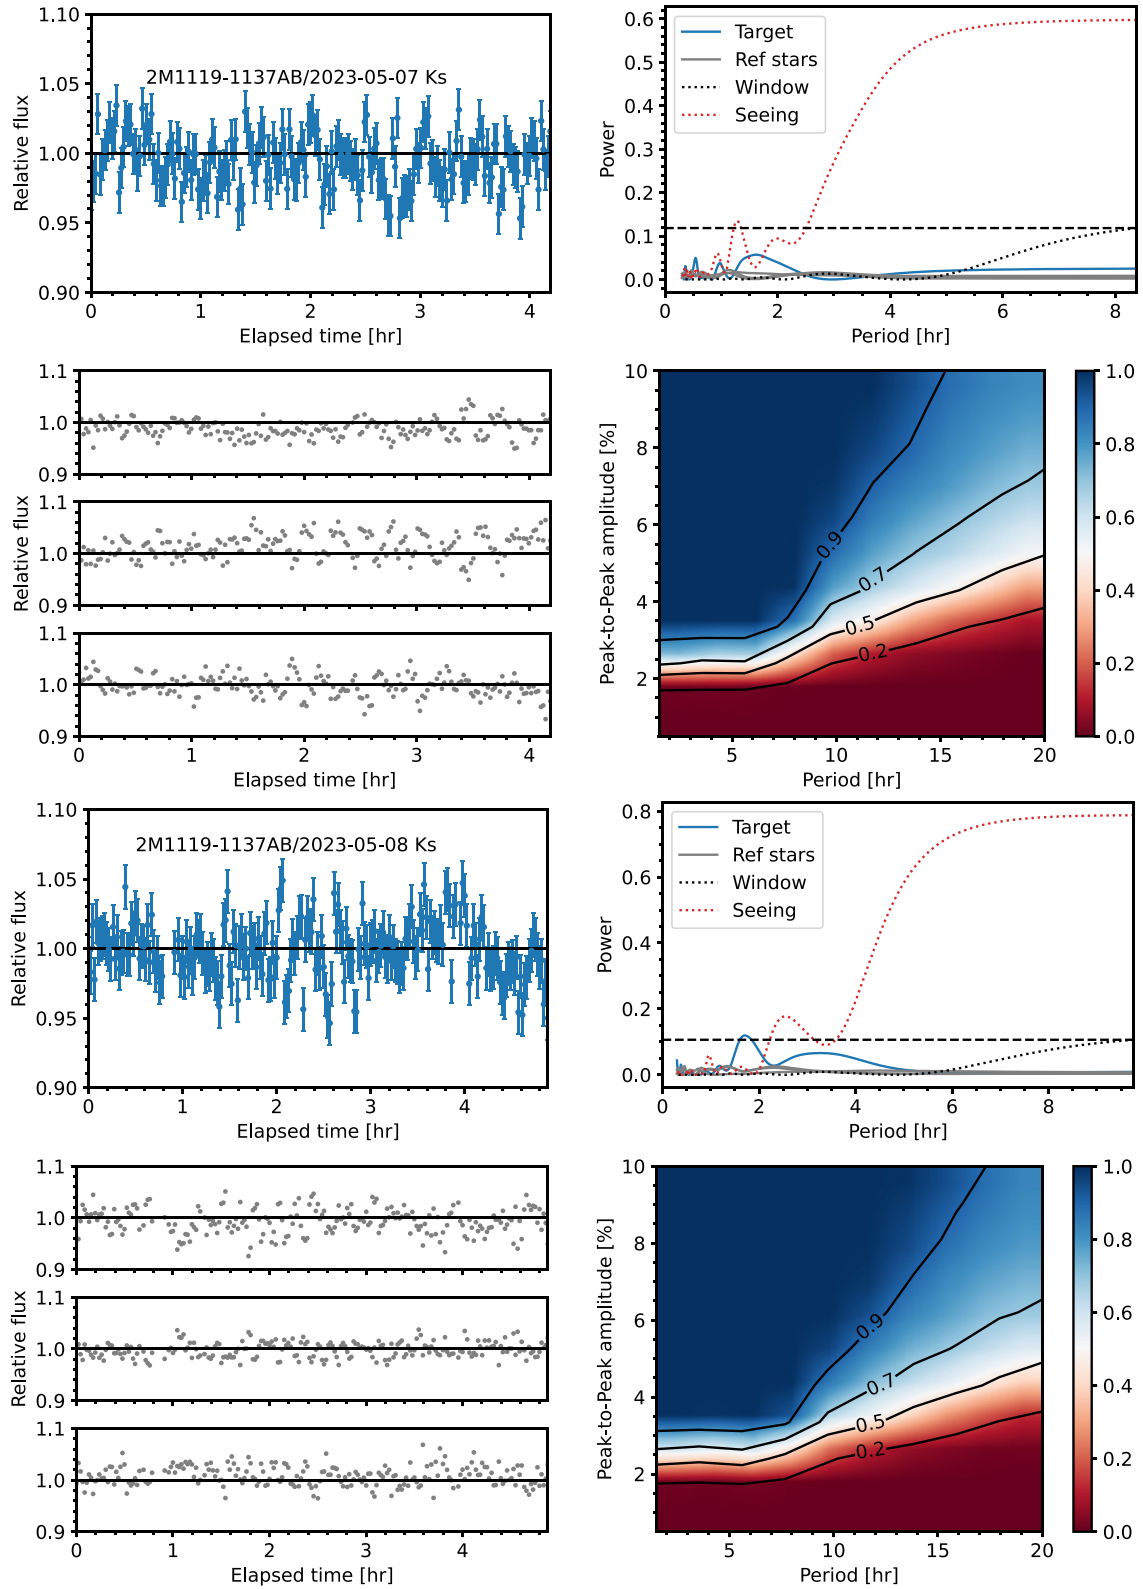 1.10
1.05
1.00
0.95
0.90
Relative flux
2M1119-1137AB/2023-05-07 Ks
0 1 2 3 4
Elapsed time [hr]
0.6
0.5
0.4
0.3
0.2
0.1
0.0
Power
Target
Ref stars
Window
Seeing
0 2 4 6 8
Period [hr]
1.1
1.0
0.9
1.1
1.0
0.9
1.1
1.0
0.9
Relative flux
0 1 2 3 4
Elapsed time [hr]
10
8
6
4
2
Peak-to-Peak amplitude [%]
0.9
0.7
0.5
0.2
5 10 15 20
Period [hr]
1.0
0.8
0.6
0.4
0.2
0.0
1.10
1.05
1.00
0.95
0.90
Relative flux
2M1119-1137AB/2023-05-08 Ks
0 1 2 3 4
Elapsed time [hr]
0.8
0.6
0.4
0.2
0.0
Power
Target
Ref stars
Window
Seeing
0 2 4 6 8
Period [hr]
1.1
1.0
0.9
1.1
1.0
0.9
1.1
1.0
0.9
Relative flux
0 1 2 3 4
Elapsed time [hr]
10
8
6
4
2
Peak-to-Peak amplitude [%]
0.9
0.7
0.5
0.2
5 10 15 20
Period [hr]
1.0
0.8
0.6
0.4
0.2
0.0